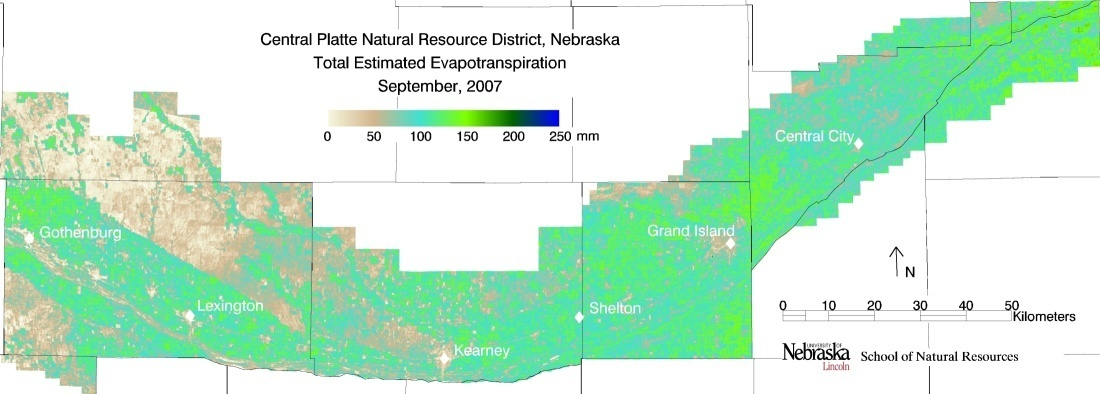 Central Platte Natural Resource District, Nebraska
Total Estimated Evapotranspiration
September, 2007
0 50 100 150 200 250 mm
Central City
Grand Island
Gothenburg
N
Lexington
Shelton
0 10 20 30 40 50
Kilometers
Kearney
UNIVERSITY OF
Nebraska
Lincoln
School of Natural Resources